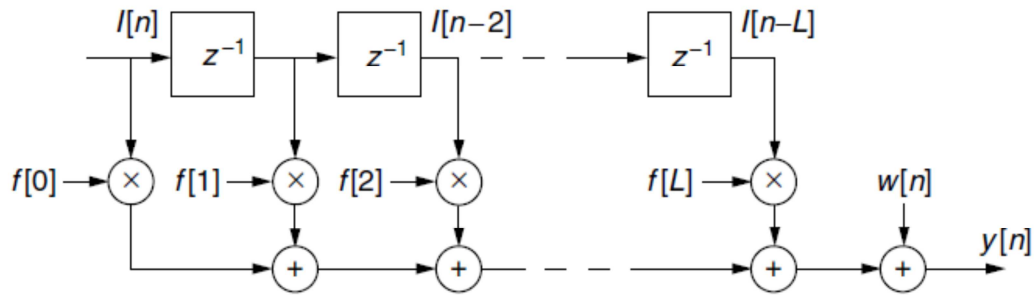 I[n] I[n−2] I[n−L]
z⁻¹ z⁻¹ z⁻¹
f[0] × f[1] × f[2] × f[L] × w[n]
y[n]
+ + + +